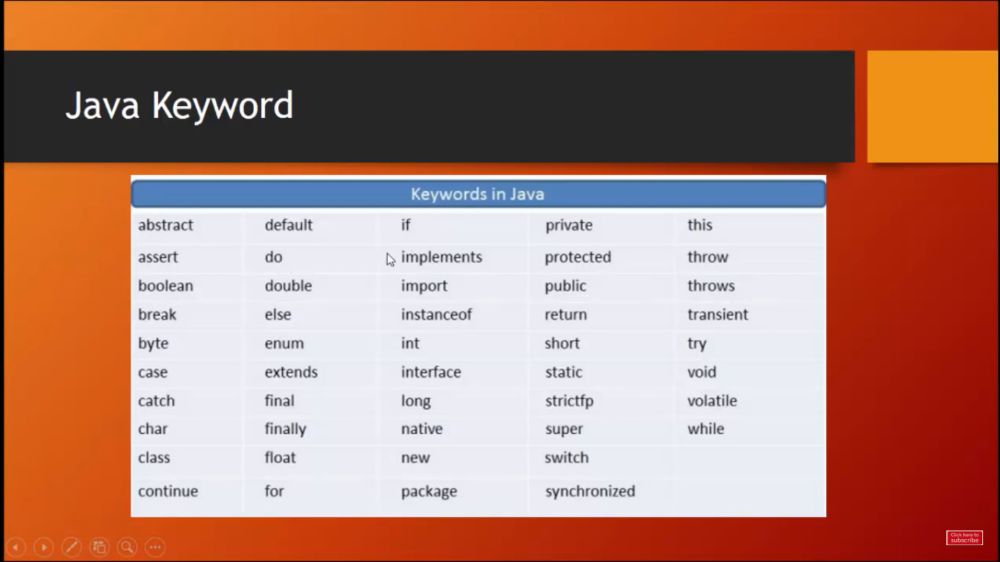 Java Keyword
Keywords in Java
abstract default if private this
assert do implements protected throw
boolean double import public throws
break else instanceof return transient
byte enum int short try
case extends interface static void
catch final long strictfp volatile
char finally native super while
class float new switch
continue for package synchronized
Click here to
subscribe